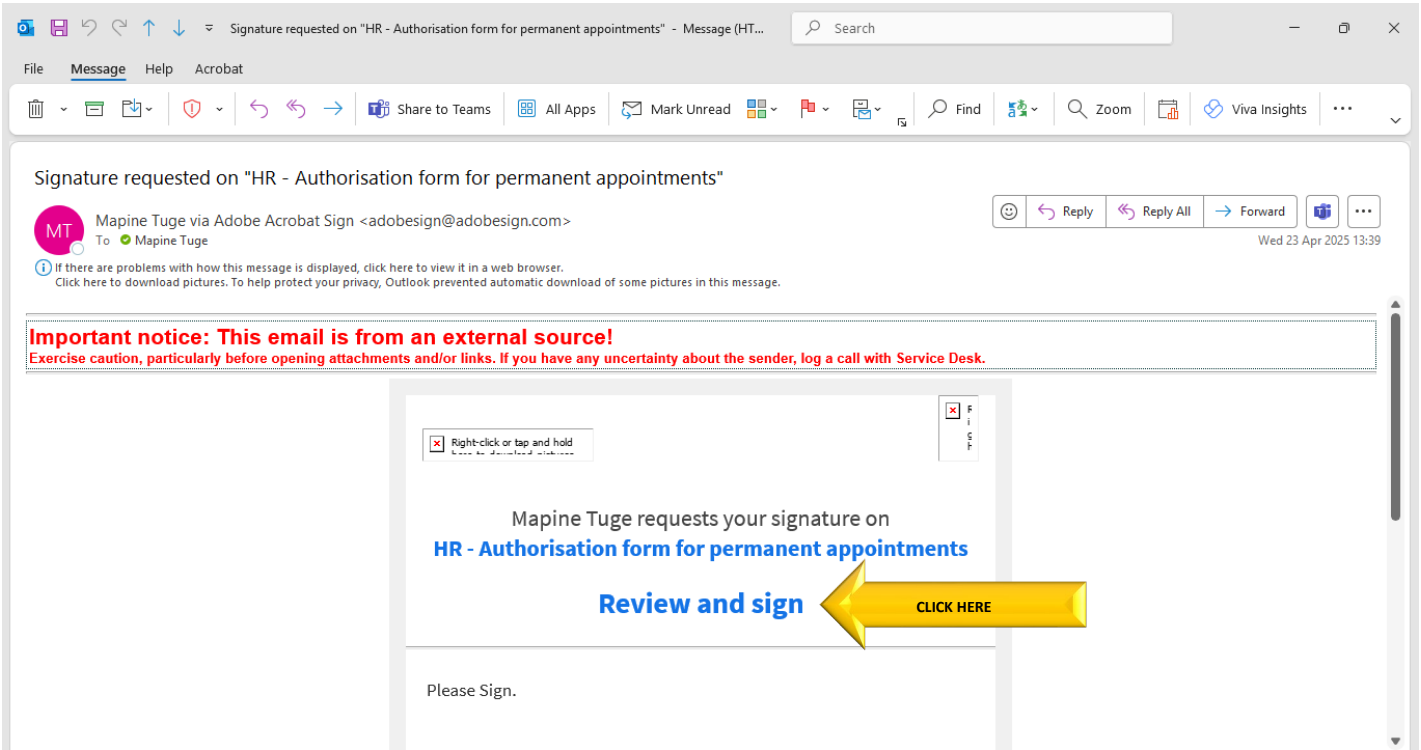 Signature requested on "HR - Authorisation form for permanent appointments" - Message (HT...
Search
File Message Help Acrobat
Share to Teams All Apps Mark Unread Find Zoom Viva Insights
Signature requested on "HR - Authorisation form for permanent appointments"
MT
Mapine Tuge via Adobe Acrobat Sign <adobesign@adobesign.com>
To Mapine Tuge
Reply Reply All Forward
Wed 23 Apr 2025 13:39
If there are problems with how this message is displayed, click here to view it in a web browser.
Click here to download pictures. To help protect your privacy, Outlook prevented automatic download of some pictures in this message.
Important notice: This email is from an external source!
Exercise caution, particularly before opening attachments and/or links. If you have any uncertainty about the sender, log a call with Service Desk.
Right-click or tap and hold
Mapine Tuge requests your signature on
HR - Authorisation form for permanent appointments
Review and sign
CLICK HERE
Please Sign.